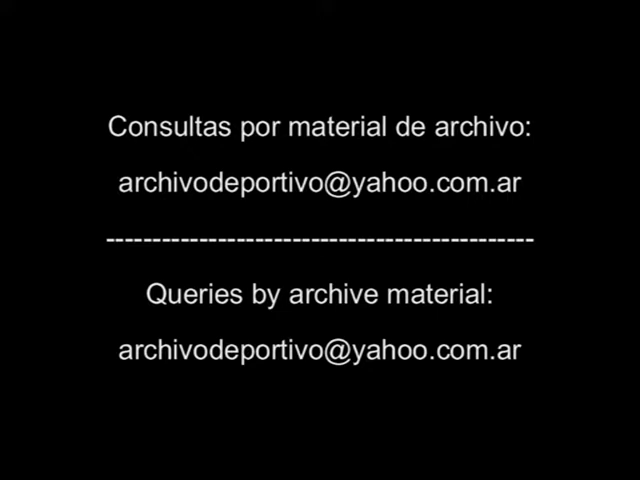 Consultas por material de archivo:
archivodeportivo@yahoo.com.ar
----------------------------------------------
Queries by archive material:
archivodeportivo@yahoo.com.ar